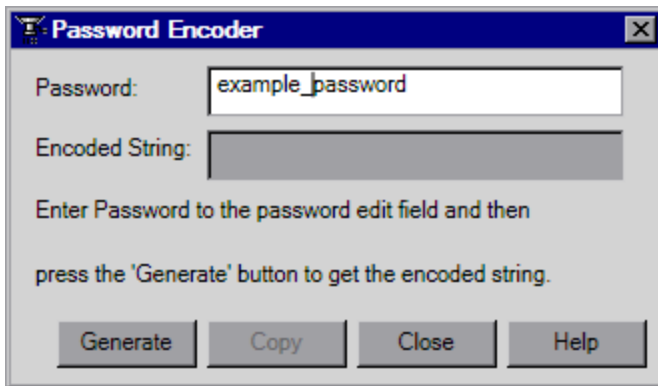 Password Encoder
Password: example_password
Encoded String:
Enter Password to the password edit field and then
press the 'Generate' button to get the encoded string.
Generate Copy Close Help